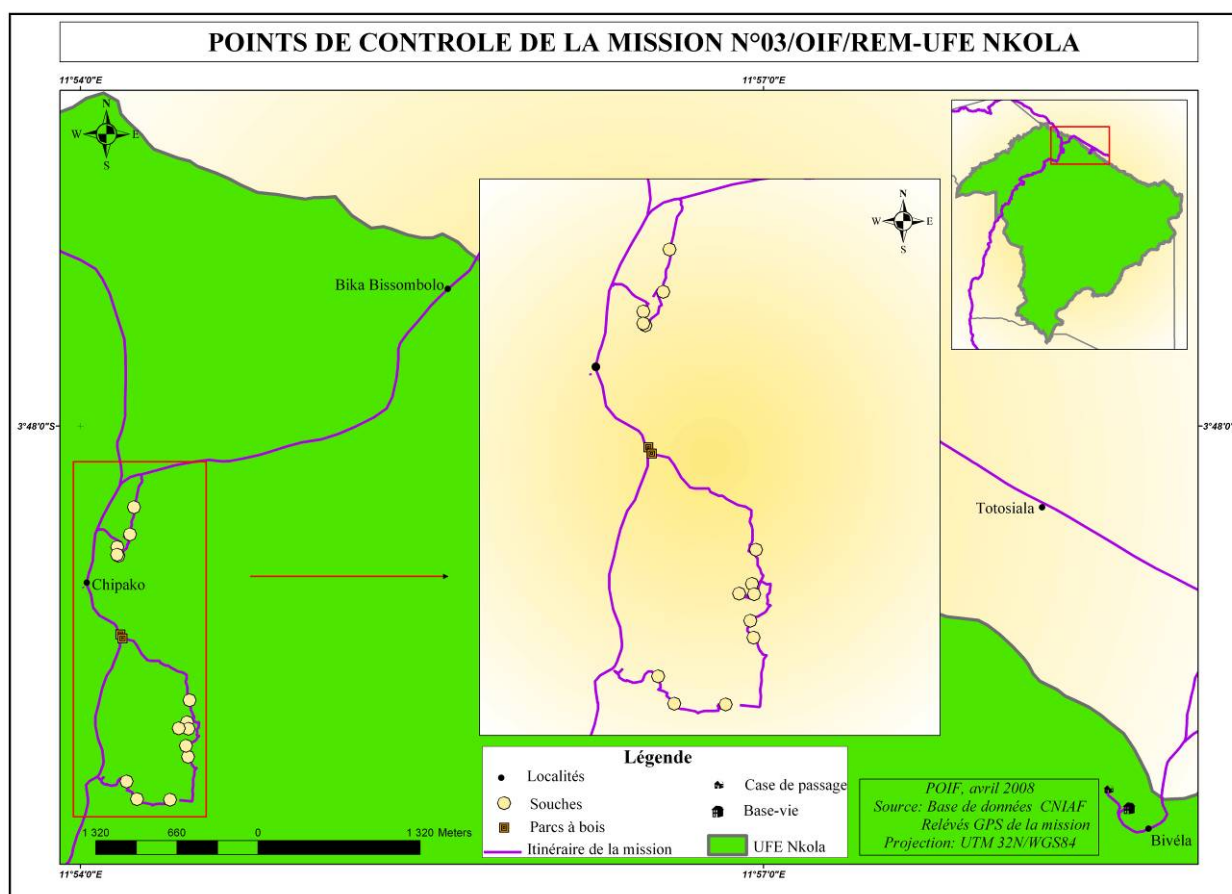 POINTS DE CONTROLE DE LA MISSION N°03/OIF/REM-UFE NKOLA
11°54'0"E
11°57'0"E
N
W E
S
N
W E
S
Bika Bissombolo
3°48'0"S
3°48'0"
Totosiala
Chipako
Légende
Localités
Souches
Parcs à bois
Itinéraire de la mission
Case de passage
Base-vie
UFE Nkola
POIF, avril 2008
Source: Base de données CNIAF
Relévés GPS de la mission
Projection: UTM 32N/WGS84
Bivéla
1 320 660 0 1 320 Meters
11°54'0"E
11°57'0"E